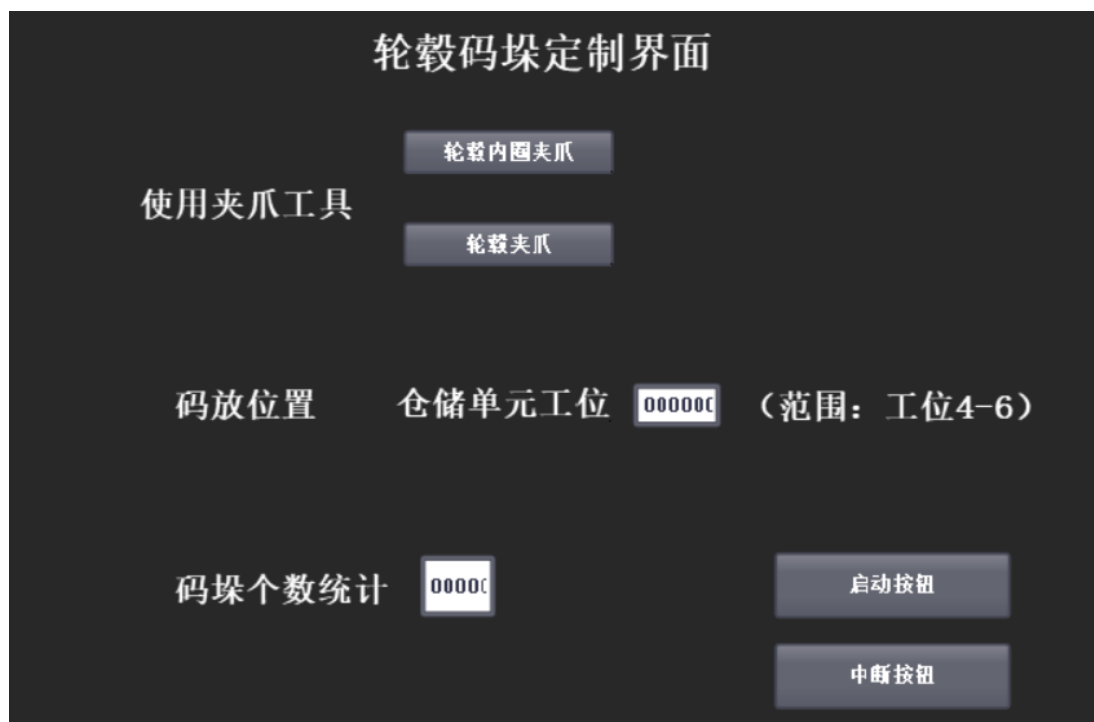 轮毂码垛定制界面
轮毂内圈夹爪
使用夹爪工具
轮毂夹爪
码放位置 仓储单元工位 000000 （范围：工位4-6）
码垛个数统计 00000
启动按钮
中断按钮